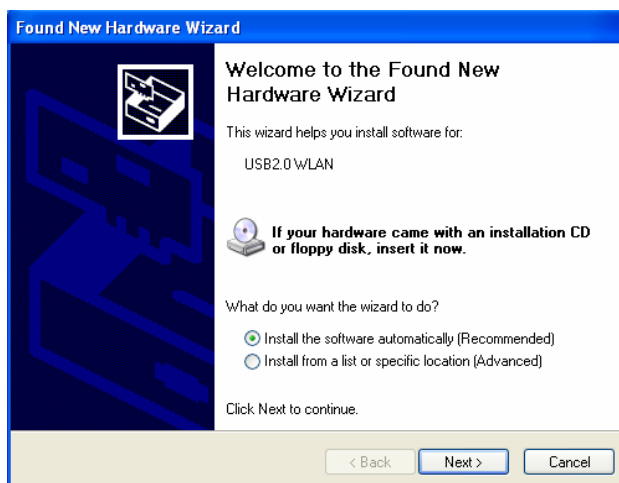 Found New Hardware Wizard
Welcome to the Found New
Hardware Wizard
This wizard helps you install software for:
USB2.0 WLAN
If your hardware came with an installation CD
or floppy disk, insert it now.
What do you want the wizard to do?
Install the software automatically (Recommended)
Install from a list or specific location (Advanced)
Click Next to continue.
< Back
Next >
Cancel